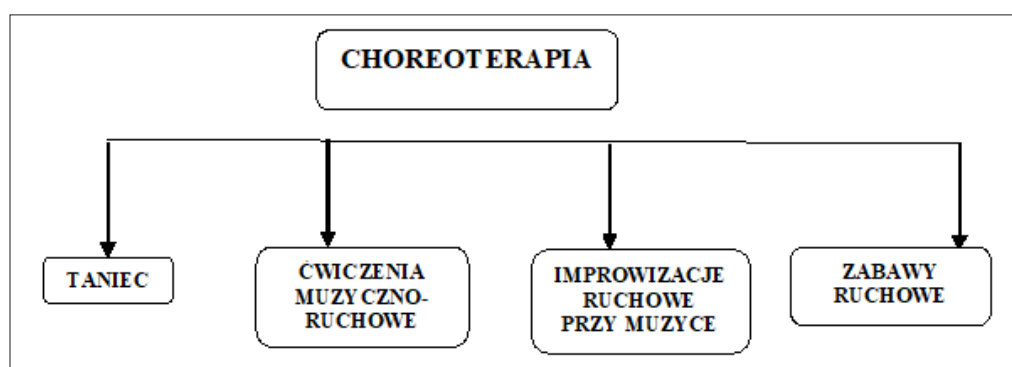 CHOREOTERAPIA
TANIEC
ĆWICZENIA
MUZYCZNO-
RUCHOWE
IMPROWIZACJE
RUCHOWE
PRZY MUZYCE
ZABAWY
RUCHOWE